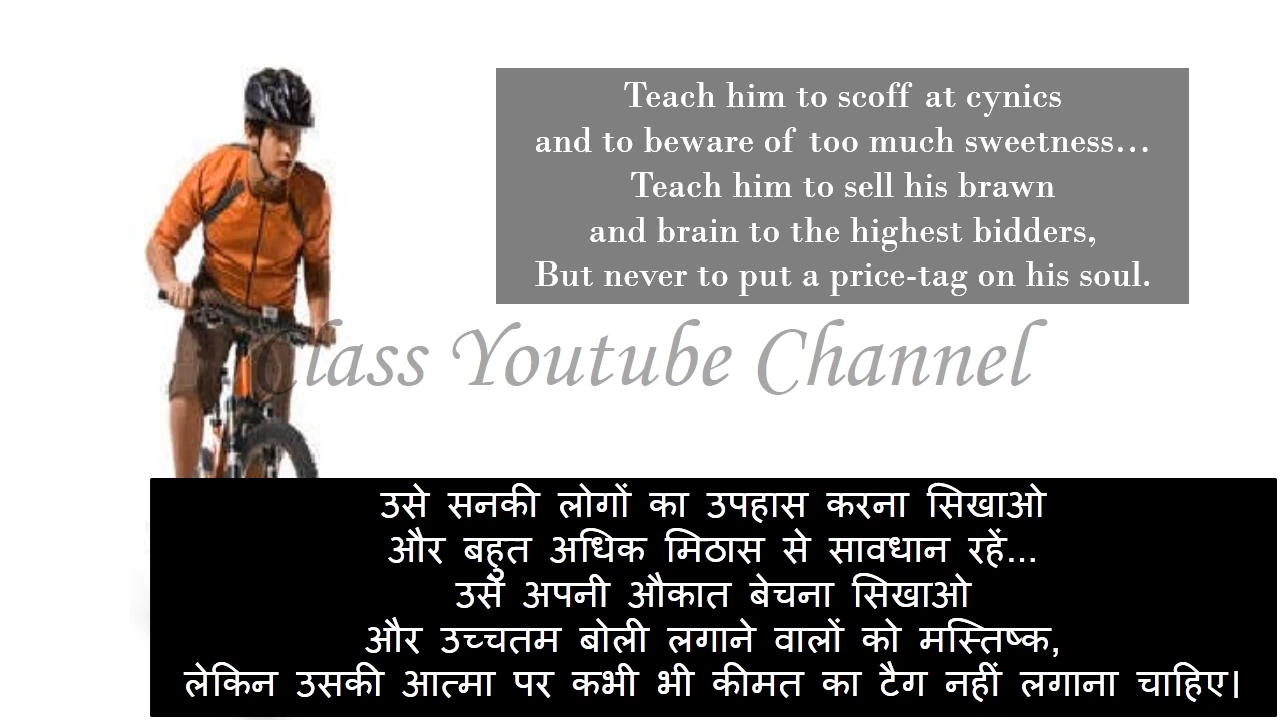 Teach him to scoff at cynics
and to beware of too much sweetness…
Teach him to sell his brawn
and brain to the highest bidders,
But never to put a price-tag on his soul.
Class Youtube Channel
उसे सनकी लोगों का उपहास करना सिखाओ
और बहुत अधिक मिठास से सावधान रहें...
उसे अपनी औकात बेचना सिखाओ
और उच्चतम बोली लगाने वालों को मस्तिष्क,
लेकिन उसकी आत्मा पर कभी भी कीमत का टैग नहीं लगाना चाहिए।